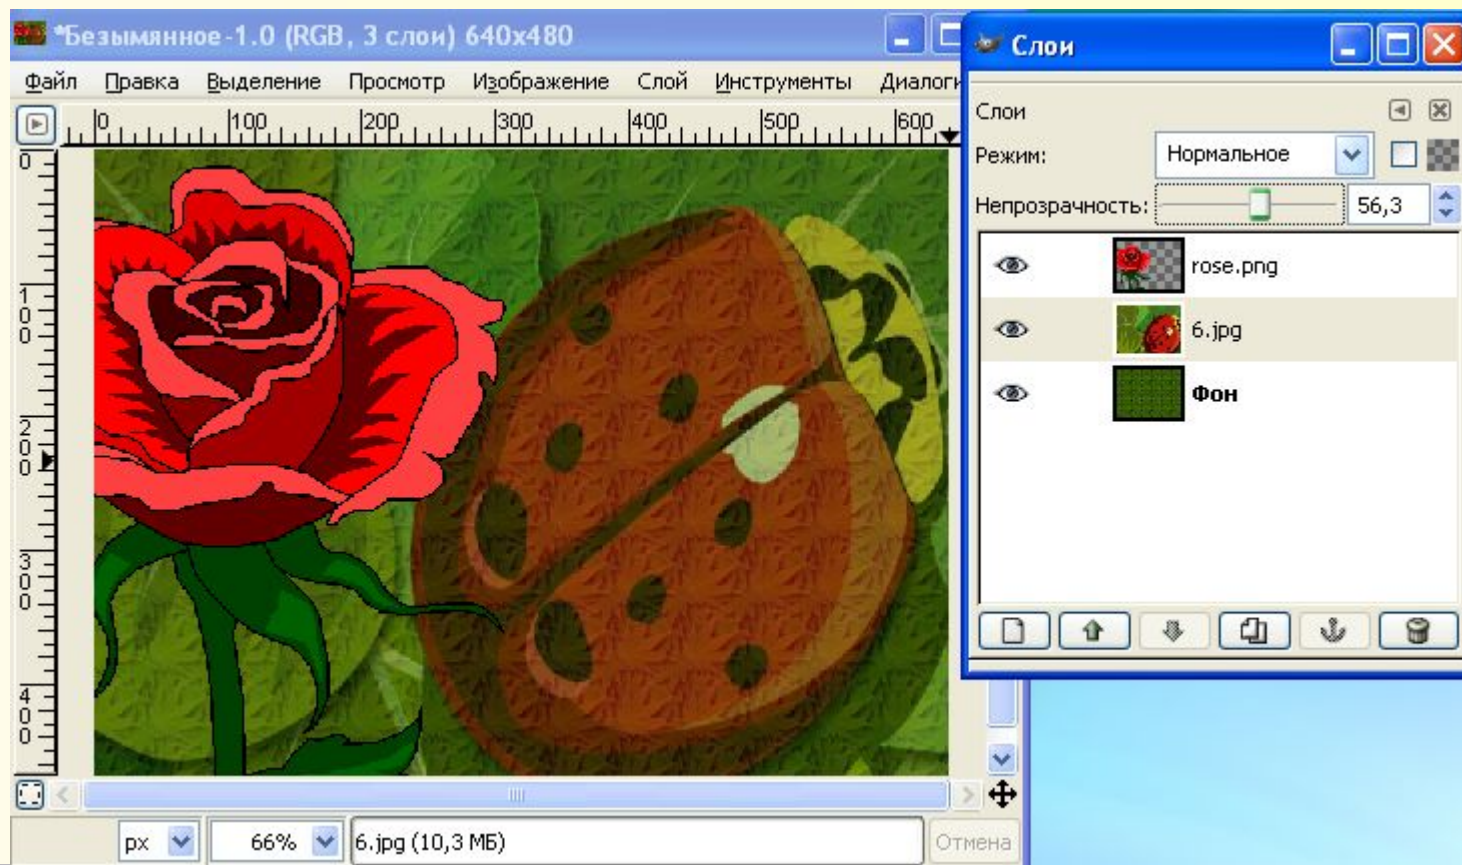 *Безымянное-1.0 (RGB, 3 слои) 640x480
Файл Правка Выделение Просмотр Изображение Слой Инструменты Диалоги
0 100 200 300 400 500 600
0
100
200
300
400
px 66% 6.jpg (10,3 МБ) Отмена
Слои
Слои
Режим: Нормальное
Непрозрачность: 56,3
rose.png
6.jpg
Фон